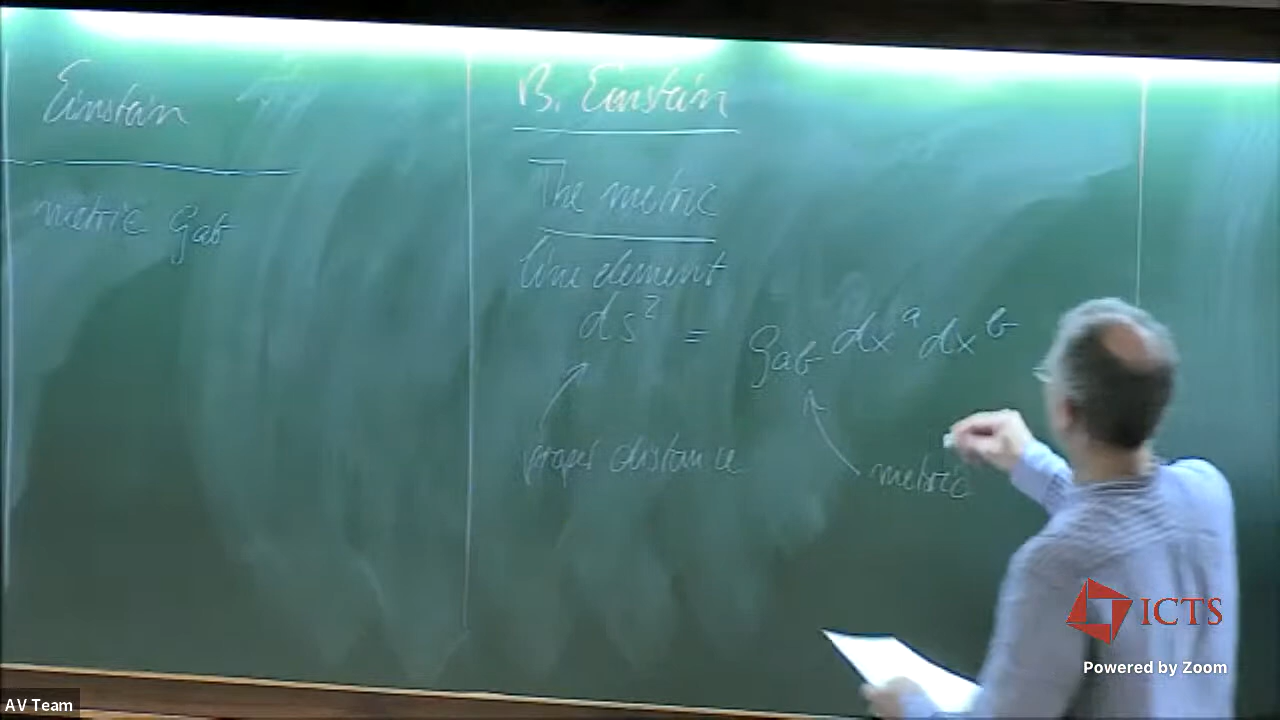 Einstein
metric gab
B. Einstein
The metric
line element
ds² = gab dxᵃ dxᵇ
proper distance
metric
ICTS
Powered by Zoom
AV Team